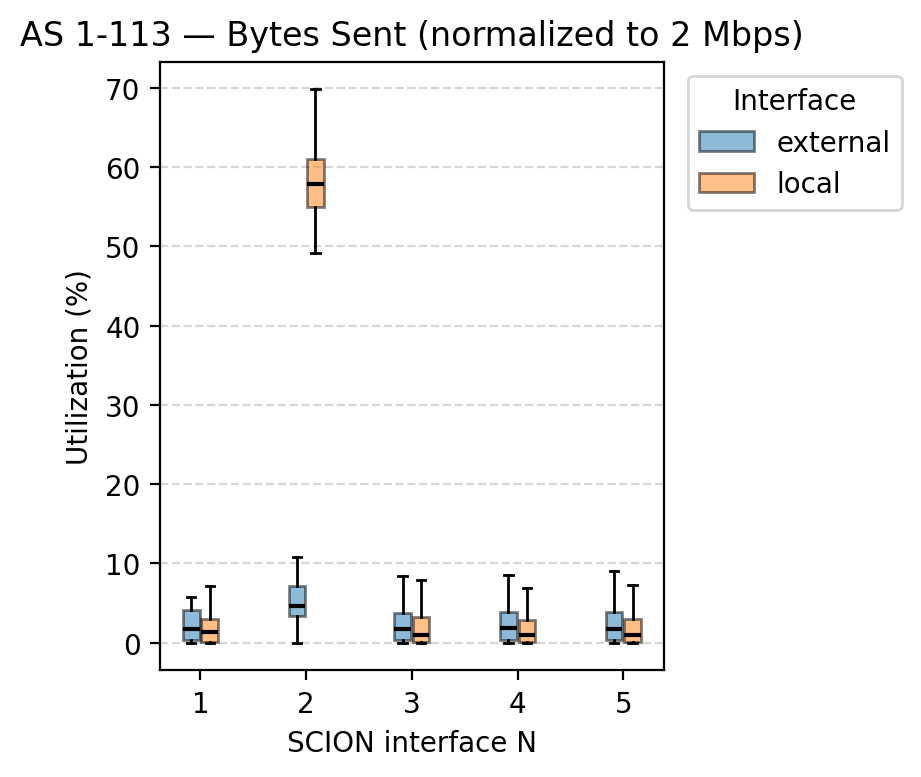 AS 1-113 — Bytes Sent (normalized to 2 Mbps)
Interface
external
local
Utilization (%)
70
60
50
40
30
20
10
0
1 2 3 4 5
SCION interface N